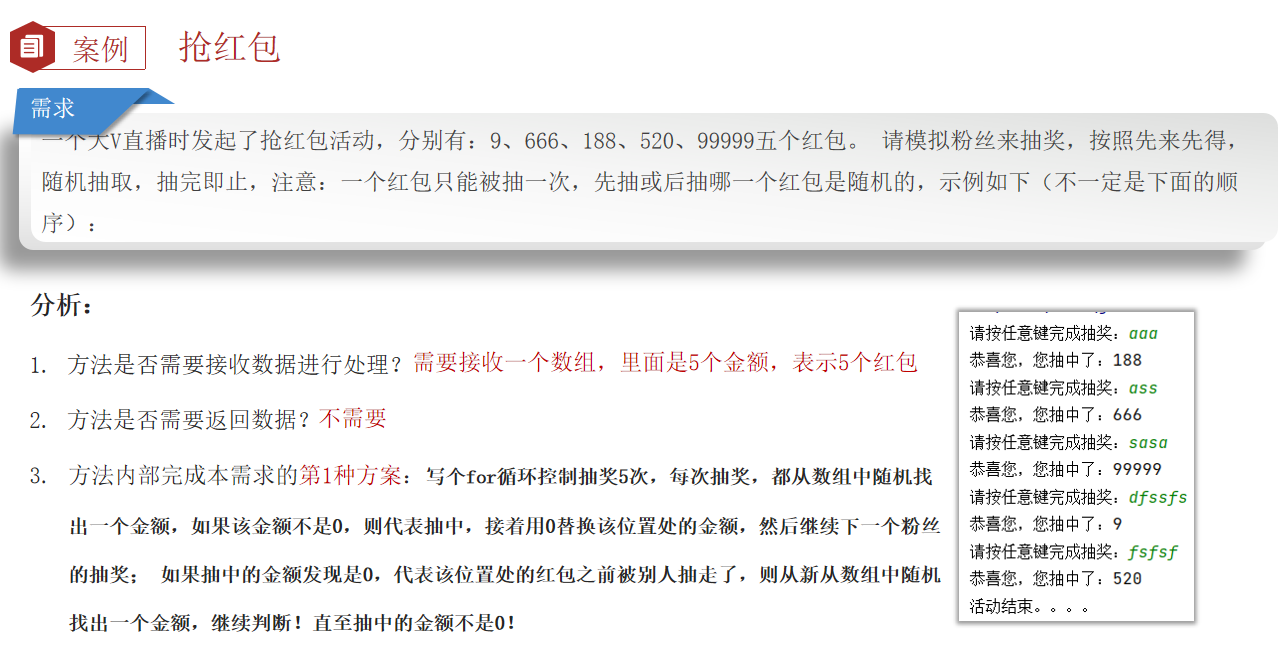 案例 抢红包
需求
一个大V直播时发起了抢红包活动，分别有：9、666、188、520、99999五个红包。 请模拟粉丝来抽奖，按照先来先得，
随机抽取，抽完即止，注意：一个红包只能被抽一次，先抽或后抽哪一个红包是随机的，示例如下（不一定是下面的顺
序）：
分析：
1. 方法是否需要接收数据进行处理？需要接收一个数组，里面是5个金额，表示5个红包
2. 方法是否需要返回数据？不需要
3. 方法内部完成本需求的第1种方案：写个for循环控制抽奖5次，每次抽奖，都从数组中随机找
出一个金额，如果该金额不是0，则代表抽中，接着用0替换该位置处的金额，然后继续下一个粉丝
的抽奖； 如果抽中的金额发现是0，代表该位置处的红包之前被别人抽走了，则从新从数组中随机
找出一个金额，继续判断！直至抽中的金额不是0！
请按任意键完成抽奖：aaa
恭喜您，您抽中了：188
请按任意键完成抽奖：ass
恭喜您，您抽中了：666
请按任意键完成抽奖：sasa
恭喜您，您抽中了：99999
请按任意键完成抽奖：dfssfs
恭喜您，您抽中了：9
请按任意键完成抽奖：fsfsf
恭喜您，您抽中了：520
活动结束。。。。